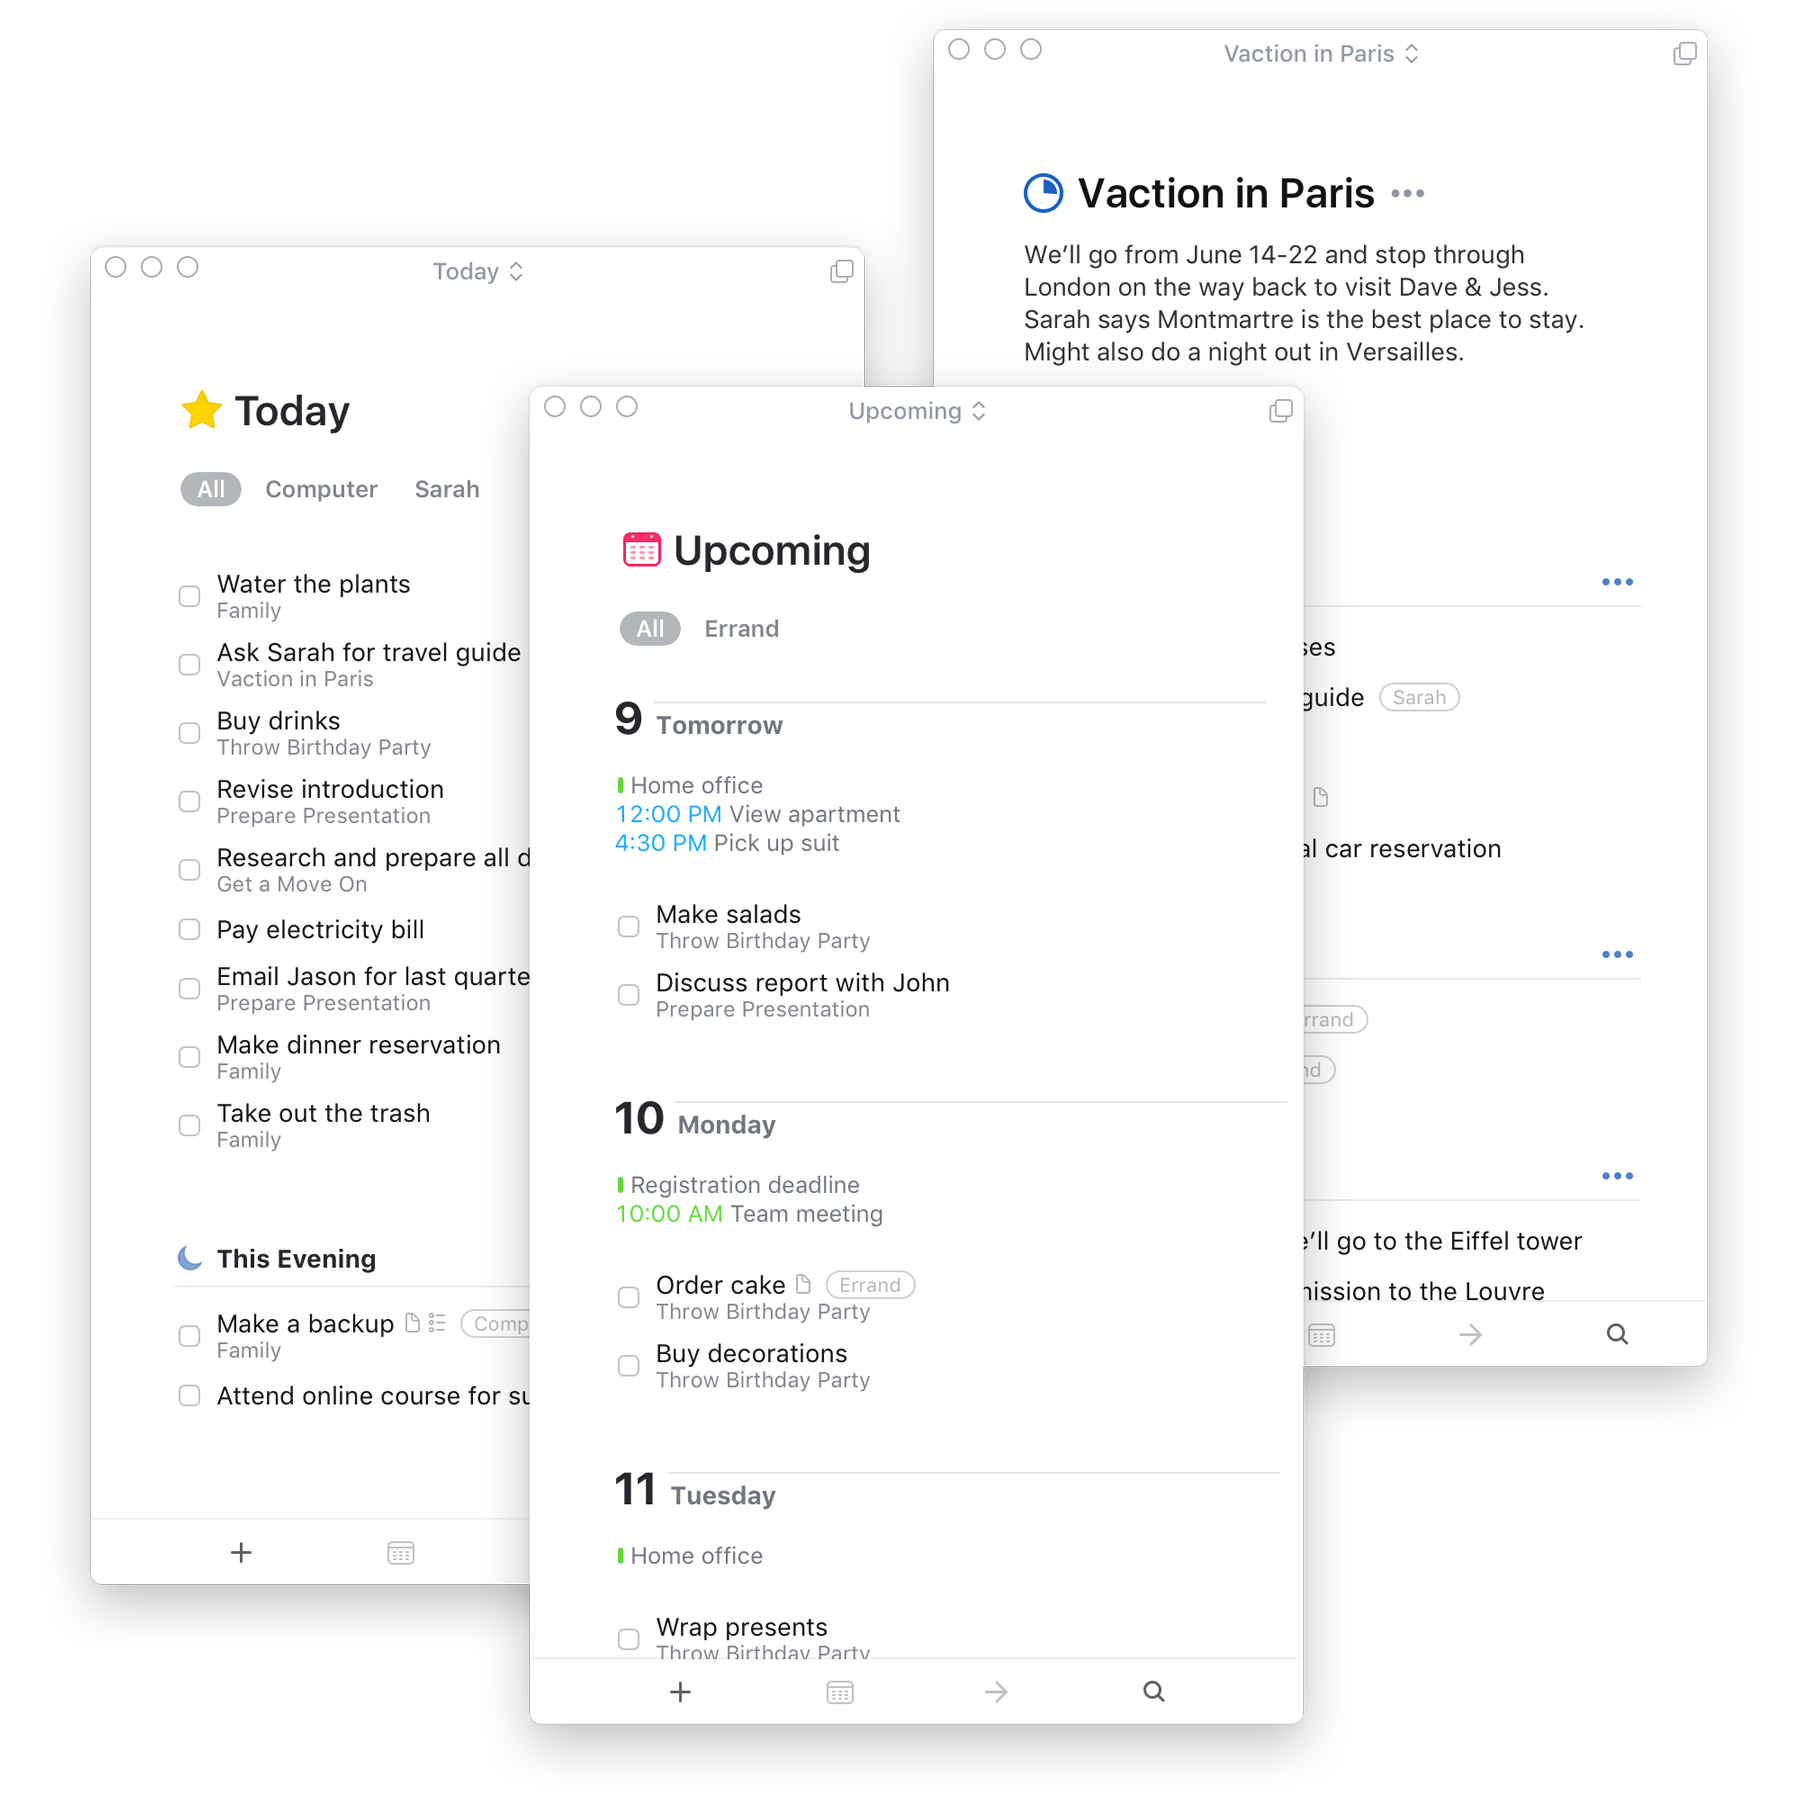 Today
Today
All Computer Sarah
Water the plants
Family
Ask Sarah for travel guide
Vaction in Paris
Buy drinks
Throw Birthday Party
Revise introduction
Prepare Presentation
Research and prepare all
Get a Move On
Pay electricity bill
Email Jason for last
Prepare Presentation
Make dinner reservation
Family
Take out the trash
Family
This Evening
Make a backup
Family
Attend online course for
Upcoming
Upcoming
All Errand
9 Tomorrow
Home office
12:00 PM View apartment
4:30 PM Pick up suit
Make salads
Throw Birthday Party
Discuss report with John
Prepare Presentation
10 Monday
Registration deadline
10:00 AM Team meeting
Order cake Errand
Throw Birthday Party
Buy decorations
Throw Birthday Party
11 Tuesday
Home office
Wrap presents
Throw Birthday Party
Vaction in Paris
Vaction in Paris
We’ll go from June 14-22 and stop through
London on the way back to visit Dave & Jess.
Sarah says Montmartre is the best place to stay.
Might also do a night out in Versailles.
guide Sarah
car reservation
go to the Eiffel tower
to the Louvre